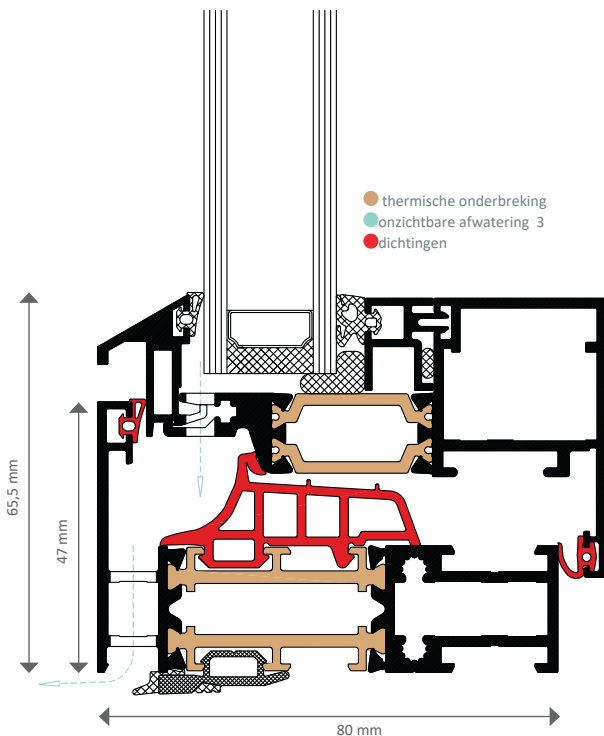 thermische onderbreking
onzichtbare afwatering 3
dichtingen
65,5 mm
47 mm
80 mm